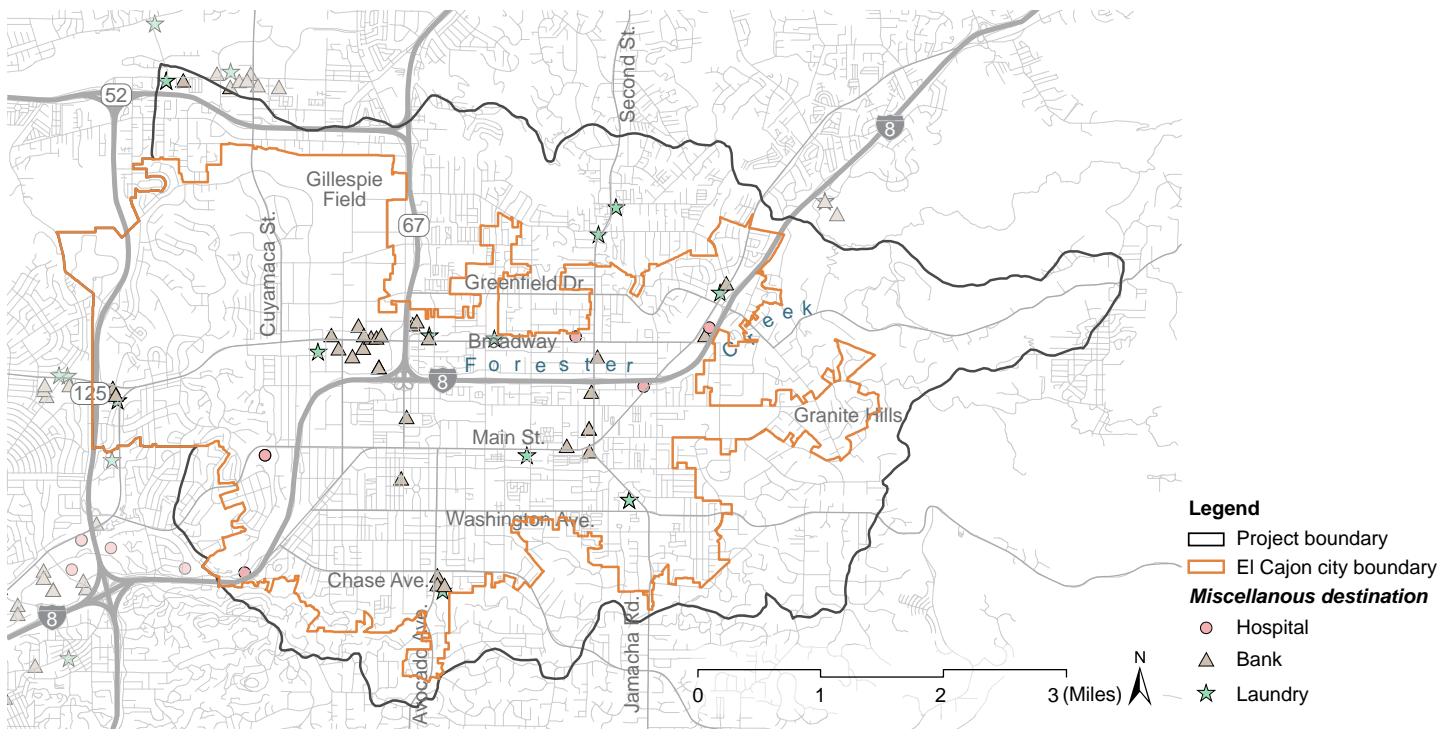 52
Second St.
8
Gillespie
Field
Cuyamaca St.
67
Greenfield Dr
Creek
Broadway
Forester
125
8
Granite Hills
Main St.
Washington Ave.
Chase Ave.
8
Avocado Ave.
Jamacha Rd.
0 1 2 3 (Miles)
N
Legend
Project boundary
El Cajon city boundary
Miscellanous destination
Hospital
Bank
Laundry